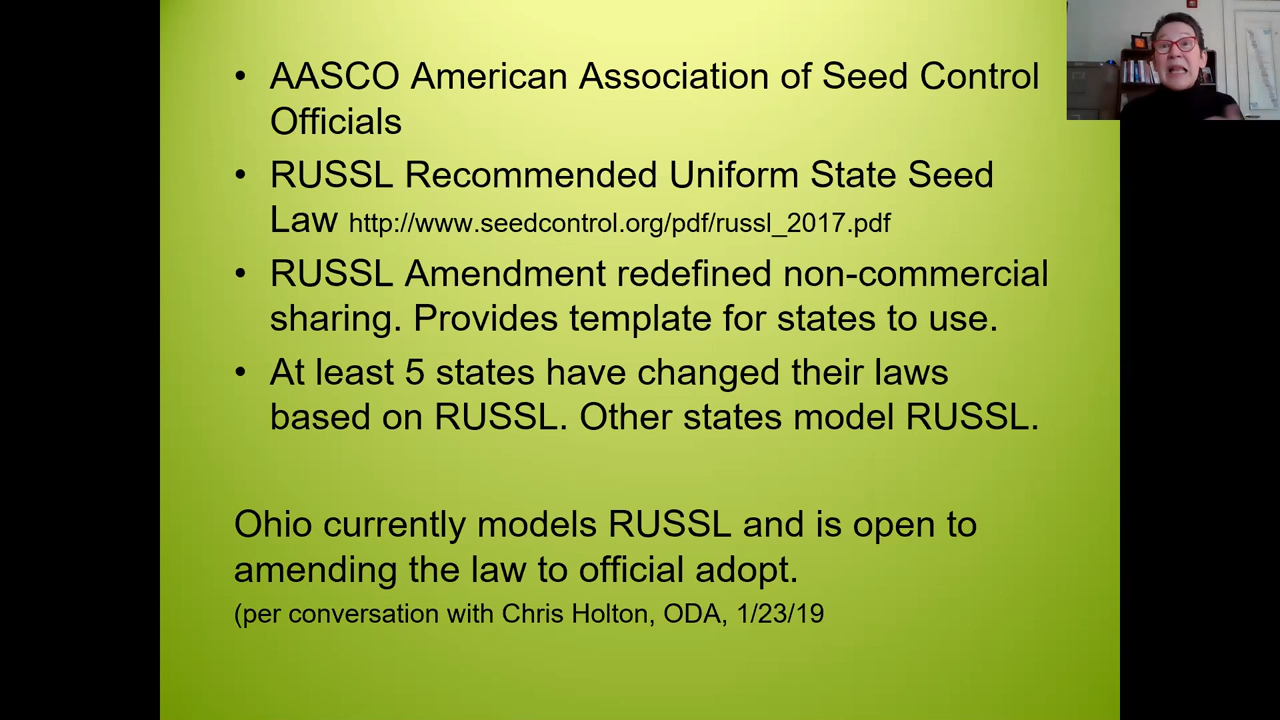 • AASCO American Association of Seed Control
Officials
• RUSSL Recommended Uniform State Seed
Law http://www.seedcontrol.org/pdf/russl_2017.pdf
• RUSSL Amendment redefined non-commercial
sharing. Provides template for states to use.
• At least 5 states have changed their laws
based on RUSSL. Other states model RUSSL.
Ohio currently models RUSSL and is open to
amending the law to official adopt.
(per conversation with Chris Holton, ODA, 1/23/19